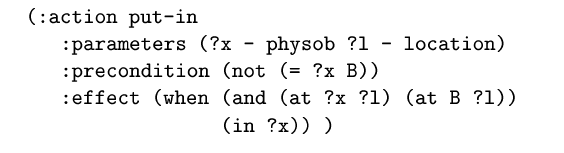 (:action put-in
:parameters (?x - physob ?l - location)
:precondition (not (= ?x B))
:effect (when (and (at ?x ?l) (at B ?l))
(in ?x)) )